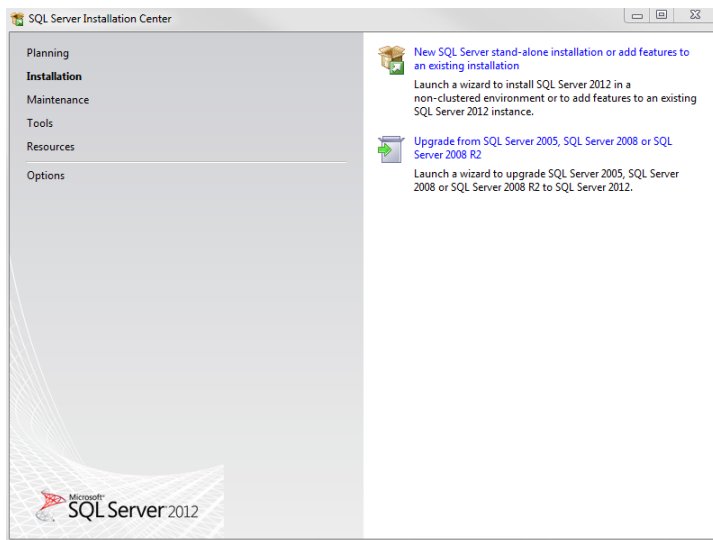 SQL Server Installation Center
Planning
Installation
Maintenance
Tools
Resources
Options
New SQL Server stand-alone installation or add features to
an existing installation
Launch a wizard to install SQL Server 2012 in a
non-clustered environment or to add features to an existing
SQL Server 2012 instance.
Upgrade from SQL Server 2005, SQL Server 2008 or SQL
Server 2008 R2
Launch a wizard to upgrade SQL Server 2005, SQL Server
2008 or SQL Server 2008 R2 to SQL Server 2012.
Microsoft®
SQL Server 2012